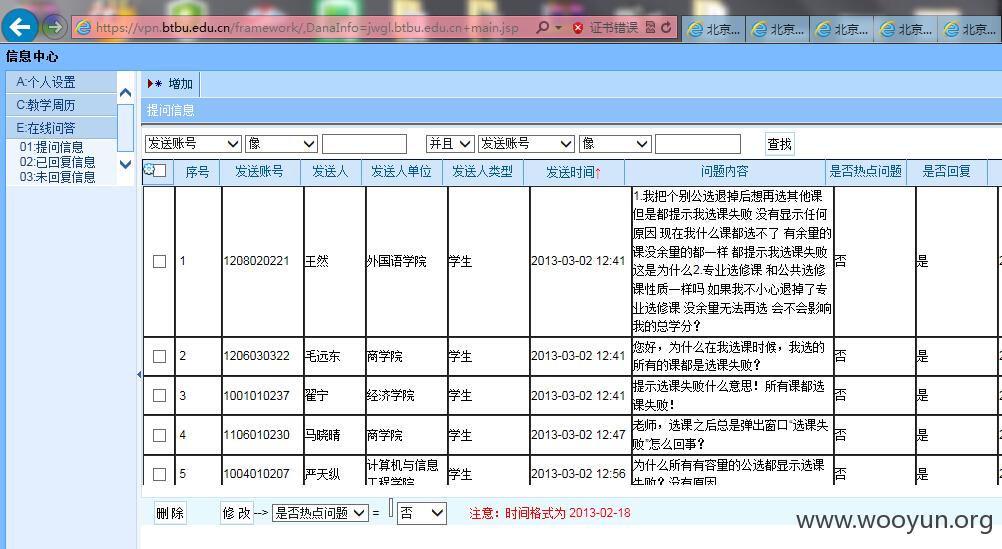 https://vpn.btbu.edu.cn/framework/,DanaInfo=jwgl.btbu.edu.cn+main.jsp
证书错误
北京...
北京...
北京...
北京...
北京...
信息中心
A:个人设置
C:教学周历
E:在线问答
01:提问信息
02:已回复信息
03:未回复信息
增加
提问信息
发送账号 像 并且 发送账号 像 查找
序号 发送账号 发送人 发送人单位 发送人类型 发送时间↑ 问题内容 是否热点问题 是否回复
1 1208020221 王然 外国语学院 学生 2013-03-02 12:41
1.我把个别公选退掉后想再选其他课
但是都提示我选课失败 没有显示任何
原因 现在我什么课都选不了 有余量的
课没余量的都一样 都提示我选课失败
这是为什么2.专业选修课 和公共选修
课性质一样吗 如果我不小心退掉了专
业选修课 没余量无法再选 会不会影响
我的总学分?
否 是
2 1206030322 毛远东 商学院 学生 2013-03-02 12:41
您好，为什么在我选课时候，我选的
所有的课都是选课失败？
否 是
3 1001010237 翟宁 经济学院 学生 2013-03-02 12:41
提示选课失败什么意思！所有课都选
课失败！
否 是
4 1106010230 马晓晴 商学院 学生 2013-03-02 12:47
老师，选课之后总是弹出窗口“选课失
败”怎么回事？
否 是
5 1004010207 严天纵
计算机与信息
工程学院
学生 2013-03-02 12:56
为什么所有有容量的公选都显示选课
失败？没有原因
否 是
删除 修改--> 是否热点问题 = 否 注意：时间格式为 2013-02-18
www.wooyun.org